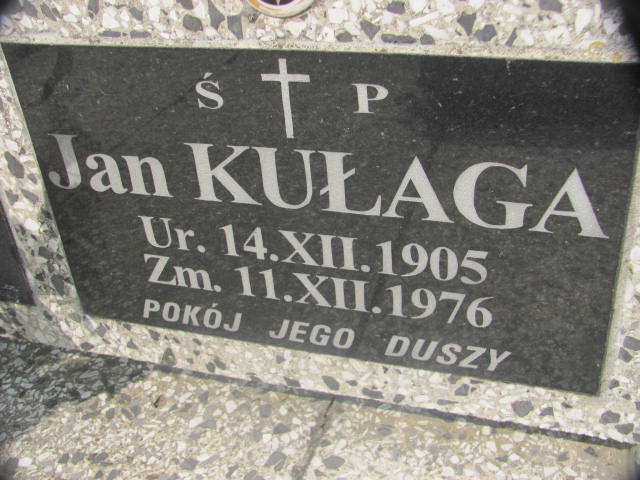 Ś P
Jan KUŁAGA
Ur. 14.XII.1905
Zm. 11.XII.1976
POKÓJ JEGO DUSZY